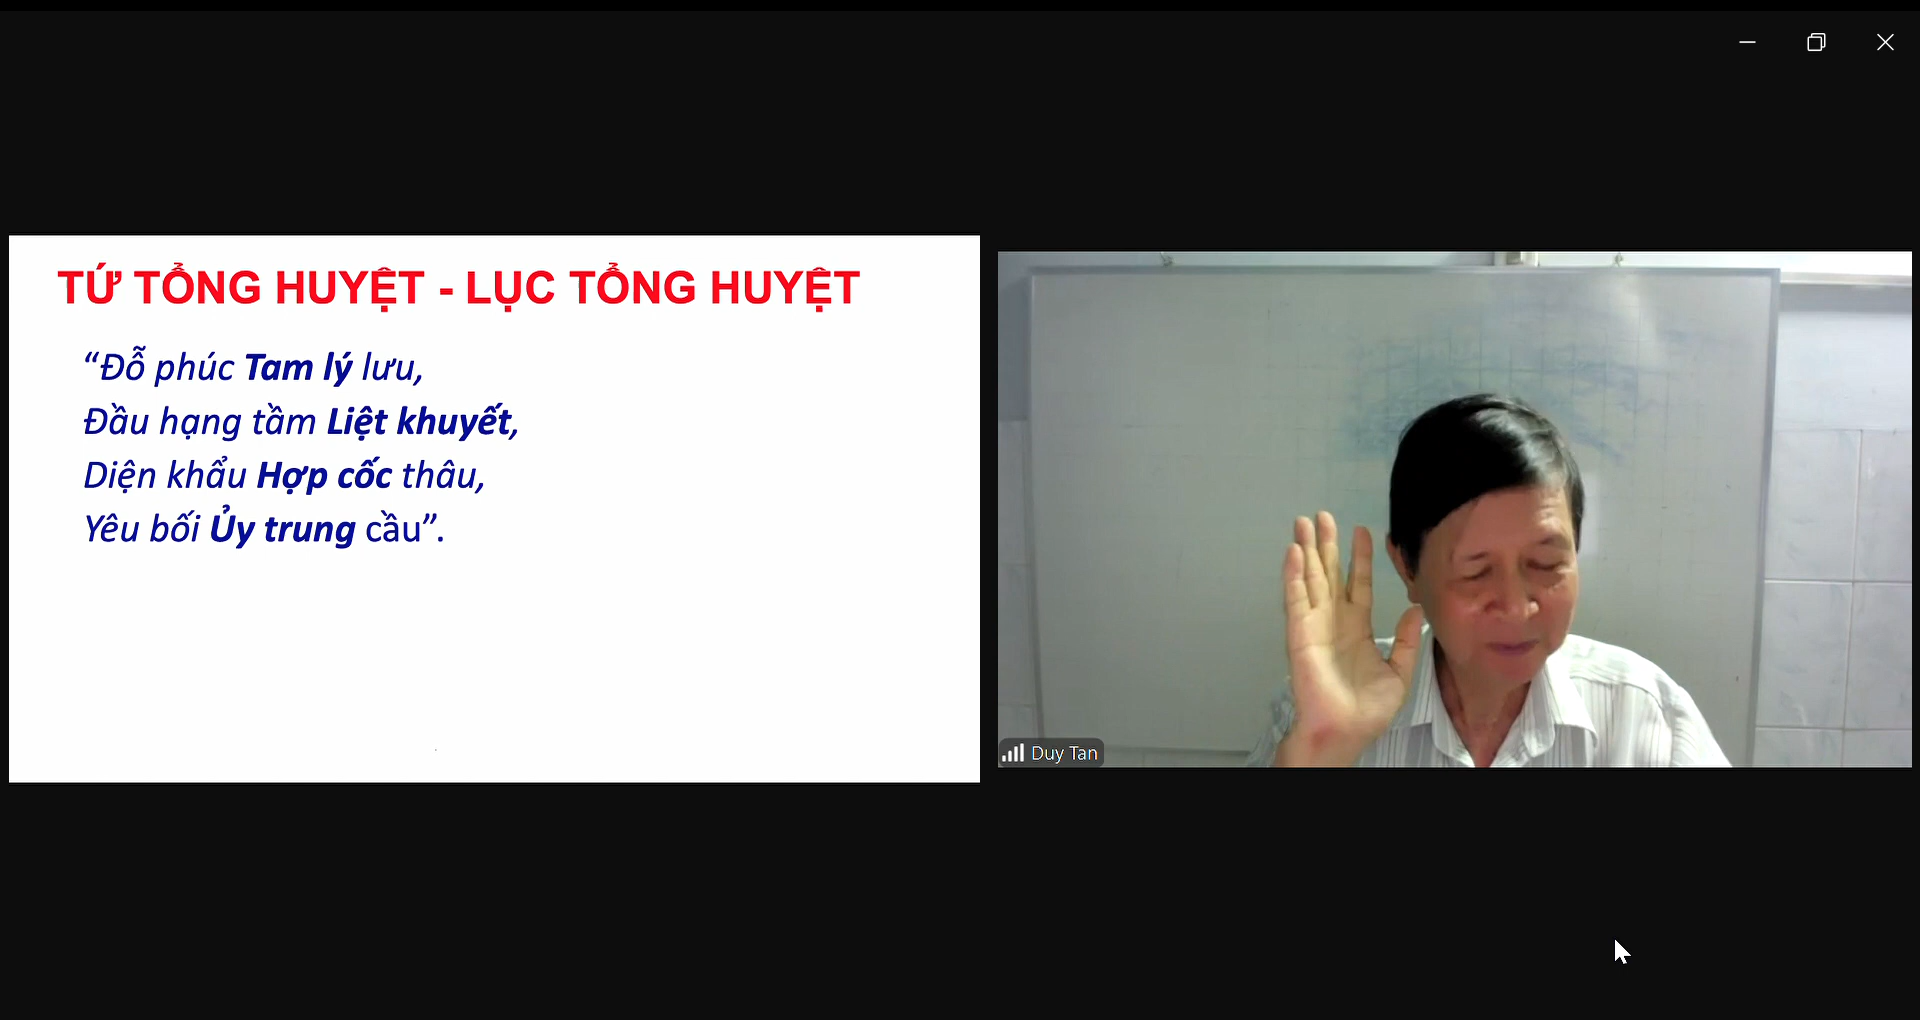 TỨ TỔNG HUYỆT - LỤC TỔNG HUYỆT
“Đỗ phúc Tam lý lưu,
Đầu hạng tầm Liệt khuyết,
Diện khẩu Hợp cốc thâu,
Yêu bối Ủy trung cầu”.
Duy Tan